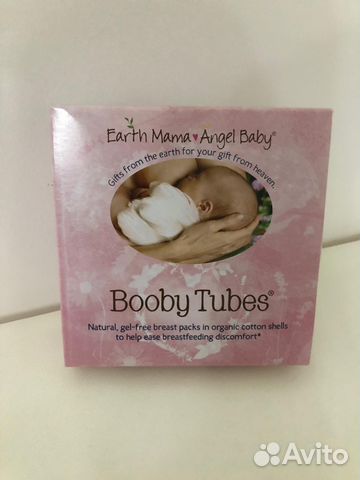 Earth Mama♥Angel Baby®
Gifts from the earth for your gift from heaven.
Booby Tubes®
Natural, gel-free breast packs in organic cotton shells
to help ease breastfeeding discomfort*
Avito